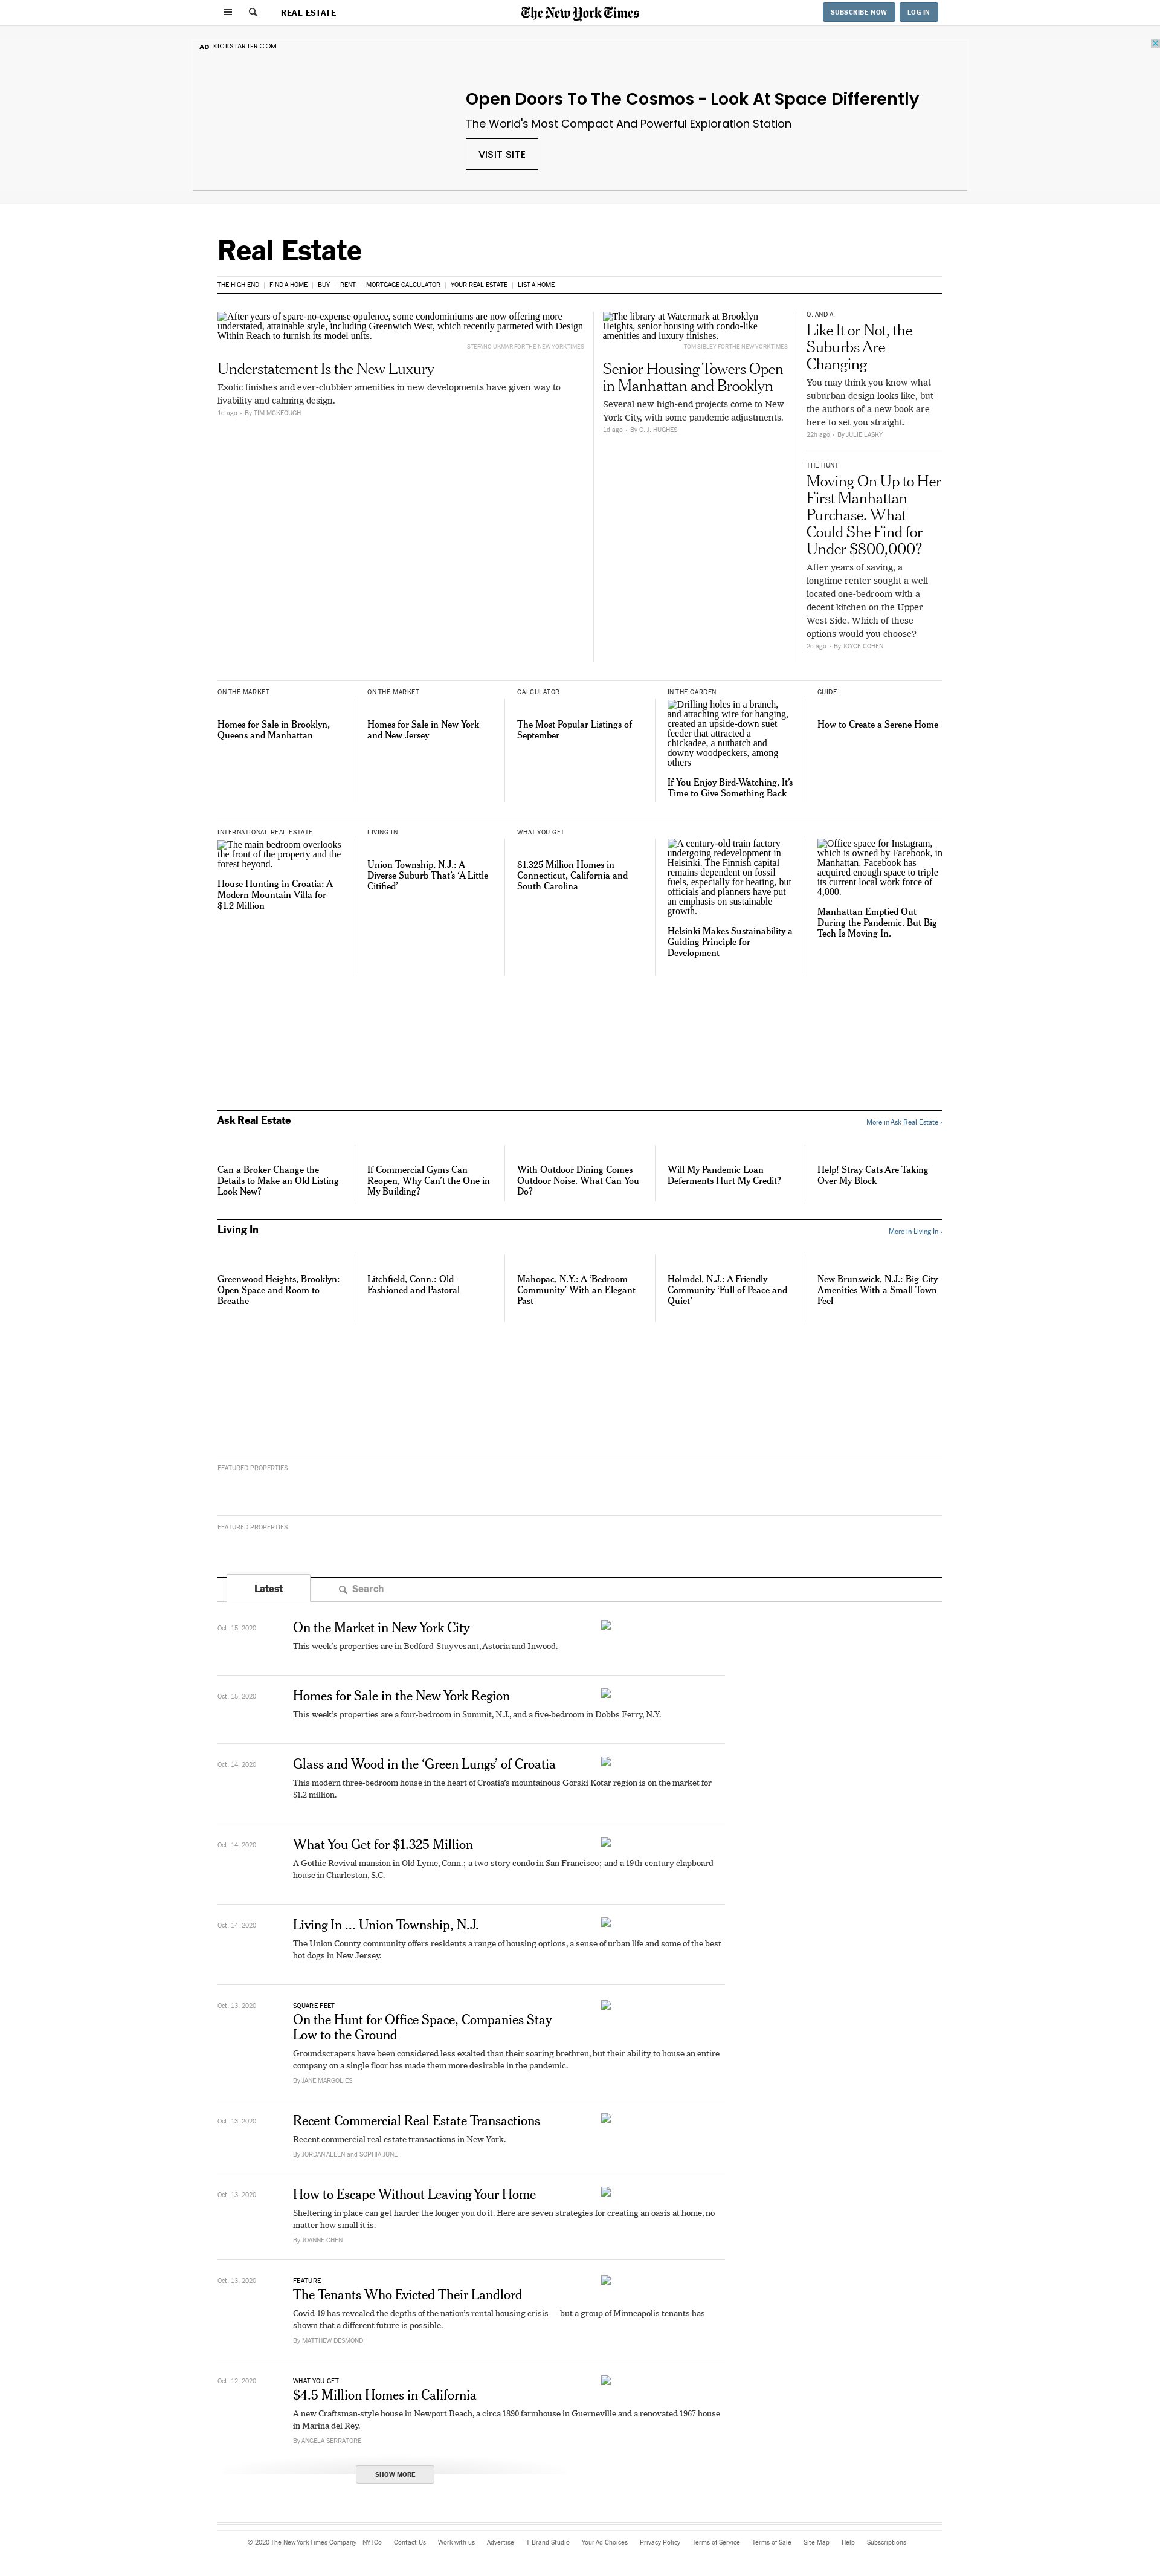 REAL ESTATE
The New York Times
SUBSCRIBE NOW
LOG IN
AD KICKSTARTER.COM
Open Doors To The Cosmos - Look At Space Differently
The World's Most Compact And Powerful Exploration Station
VISIT SITE
Real Estate
THE HIGH END
FIND A HOME
BUY
RENT
MORTGAGE CALCULATOR
YOUR REAL ESTATE
LIST A HOME
After years of spare-no-expense opulence, some condominiums are now offering more
understated, attainable style, including Greenwich West, which recently partnered with Design
Within Reach to furnish its model units.
STEFANO UKMAR FOR THE NEW YORK TIMES
Understatement Is the New Luxury
Exotic finishes and ever-clubbier amenities in new developments have given way to
livability and calming design.
1d ago • By TIM MCKEOUGH
The library at Watermark at Brooklyn
Heights, senior housing with condo-like
amenities and luxury finishes.
TOM SIBLEY FOR THE NEW YORK TIMES
Senior Housing Towers Open
in Manhattan and Brooklyn
Several new high-end projects come to New
York City, with some pandemic adjustments.
1d ago • By C. J. HUGHES
Q. AND A.
Like It or Not, the
Suburbs Are
Changing
You may think you know what
suburban design looks like, but
the authors of a new book are
here to set you straight.
22h ago • By JULIE LASKY
THE HUNT
Moving On Up to Her
First Manhattan
Purchase. What
Could She Find for
Under $800,000?
After years of saving, a
longtime renter sought a well-
located one-bedroom with a
decent kitchen on the Upper
West Side. Which of these
options would you choose?
2d ago • By JOYCE COHEN
ON THE MARKET
Homes for Sale in Brooklyn,
Queens and Manhattan
ON THE MARKET
Homes for Sale in New York
and New Jersey
CALCULATOR
The Most Popular Listings of
September
IN THE GARDEN
Drilling holes in a branch,
and attaching wire for hanging,
created an upside-down suet
feeder that attracted a
chickadee, a nuthatch and
downy woodpeckers, among
others
If You Enjoy Bird-Watching, It's
Time to Give Something Back
GUIDE
How to Create a Serene Home
INTERNATIONAL REAL ESTATE
The main bedroom overlooks
the front of the property and the
forest beyond.
House Hunting in Croatia: A
Modern Mountain Villa for
$1.2 Million
LIVING IN
Union Township, N.J.: A
Diverse Suburb That's 'A Little
Citified'
WHAT YOU GET
$1.325 Million Homes in
Connecticut, California and
South Carolina
A century-old train factory
undergoing redevelopment in
Helsinki. The Finnish capital
remains dependent on fossil
fuels, especially for heating, but
officials and planners have put
an emphasis on sustainable
growth.
Helsinki Makes Sustainability a
Guiding Principle for
Development
Office space for Instagram,
which is owned by Facebook, in
Manhattan. Facebook has
acquired enough space to triple
its current local work force of
4,000.
Manhattan Emptied Out
During the Pandemic. But Big
Tech Is Moving In.
Ask Real Estate
More in Ask Real Estate ›
Can a Broker Change the
Details to Make an Old Listing
Look New?
If Commercial Gyms Can
Reopen, Why Can't the One in
My Building?
With Outdoor Dining Comes
Outdoor Noise. What Can You
Do?
Will My Pandemic Loan
Deferments Hurt My Credit?
Help! Stray Cats Are Taking
Over My Block
Living In
More in Living In ›
Greenwood Heights, Brooklyn:
Open Space and Room to
Breathe
Litchfield, Conn.: Old-
Fashioned and Pastoral
Mahopac, N.Y.: A 'Bedroom
Community' With an Elegant
Past
Holmdel, N.J.: A Friendly
Community 'Full of Peace and
Quiet'
New Brunswick, N.J.: Big-City
Amenities With a Small-Town
Feel
FEATURED PROPERTIES
FEATURED PROPERTIES
Latest
Search
Oct. 15, 2020
On the Market in New York City
This week's properties are in Bedford-Stuyvesant, Astoria and Inwood.
Oct. 15, 2020
Homes for Sale in the New York Region
This week's properties are a four-bedroom in Summit, N.J., and a five-bedroom in Dobbs Ferry, N.Y.
Oct. 14, 2020
Glass and Wood in the 'Green Lungs' of Croatia
This modern three-bedroom house in the heart of Croatia's mountainous Gorski Kotar region is on the market for
$1.2 million.
Oct. 14, 2020
What You Get for $1.325 Million
A Gothic Revival mansion in Old Lyme, Conn.; a two-story condo in San Francisco; and a 19th-century clapboard
house in Charleston, S.C.
Oct. 14, 2020
Living In ... Union Township, N.J.
The Union County community offers residents a range of housing options, a sense of urban life and some of the best
hot dogs in New Jersey.
Oct. 13, 2020
SQUARE FEET
On the Hunt for Office Space, Companies Stay
Low to the Ground
Groundscrapers have been considered less exalted than their soaring brethren, but their ability to house an entire
company on a single floor has made them more desirable in the pandemic.
By JANE MARGOLIES
Oct. 13, 2020
Recent Commercial Real Estate Transactions
Recent commercial real estate transactions in New York.
By JORDAN ALLEN and SOPHIA JUNE
Oct. 13, 2020
How to Escape Without Leaving Your Home
Sheltering in place can get harder the longer you do it. Here are seven strategies for creating an oasis at home, no
matter how small it is.
By JOANNE CHEN
Oct. 13, 2020
FEATURE
The Tenants Who Evicted Their Landlord
Covid-19 has revealed the depths of the nation's rental housing crisis — but a group of Minneapolis tenants has
shown that a different future is possible.
By MATTHEW DESMOND
Oct. 12, 2020
WHAT YOU GET
$4.5 Million Homes in California
A new Craftsman-style house in Newport Beach, a circa 1890 farmhouse in Guerneville and a renovated 1967 house
in Marina del Rey.
By ANGELA SERRATORE
SHOW MORE
© 2020 The New York Times Company NYTCo Contact Us Work with us Advertise T Brand Studio Your Ad Choices Privacy Policy Terms of Service Terms of Sale Site Map Help Subscriptions